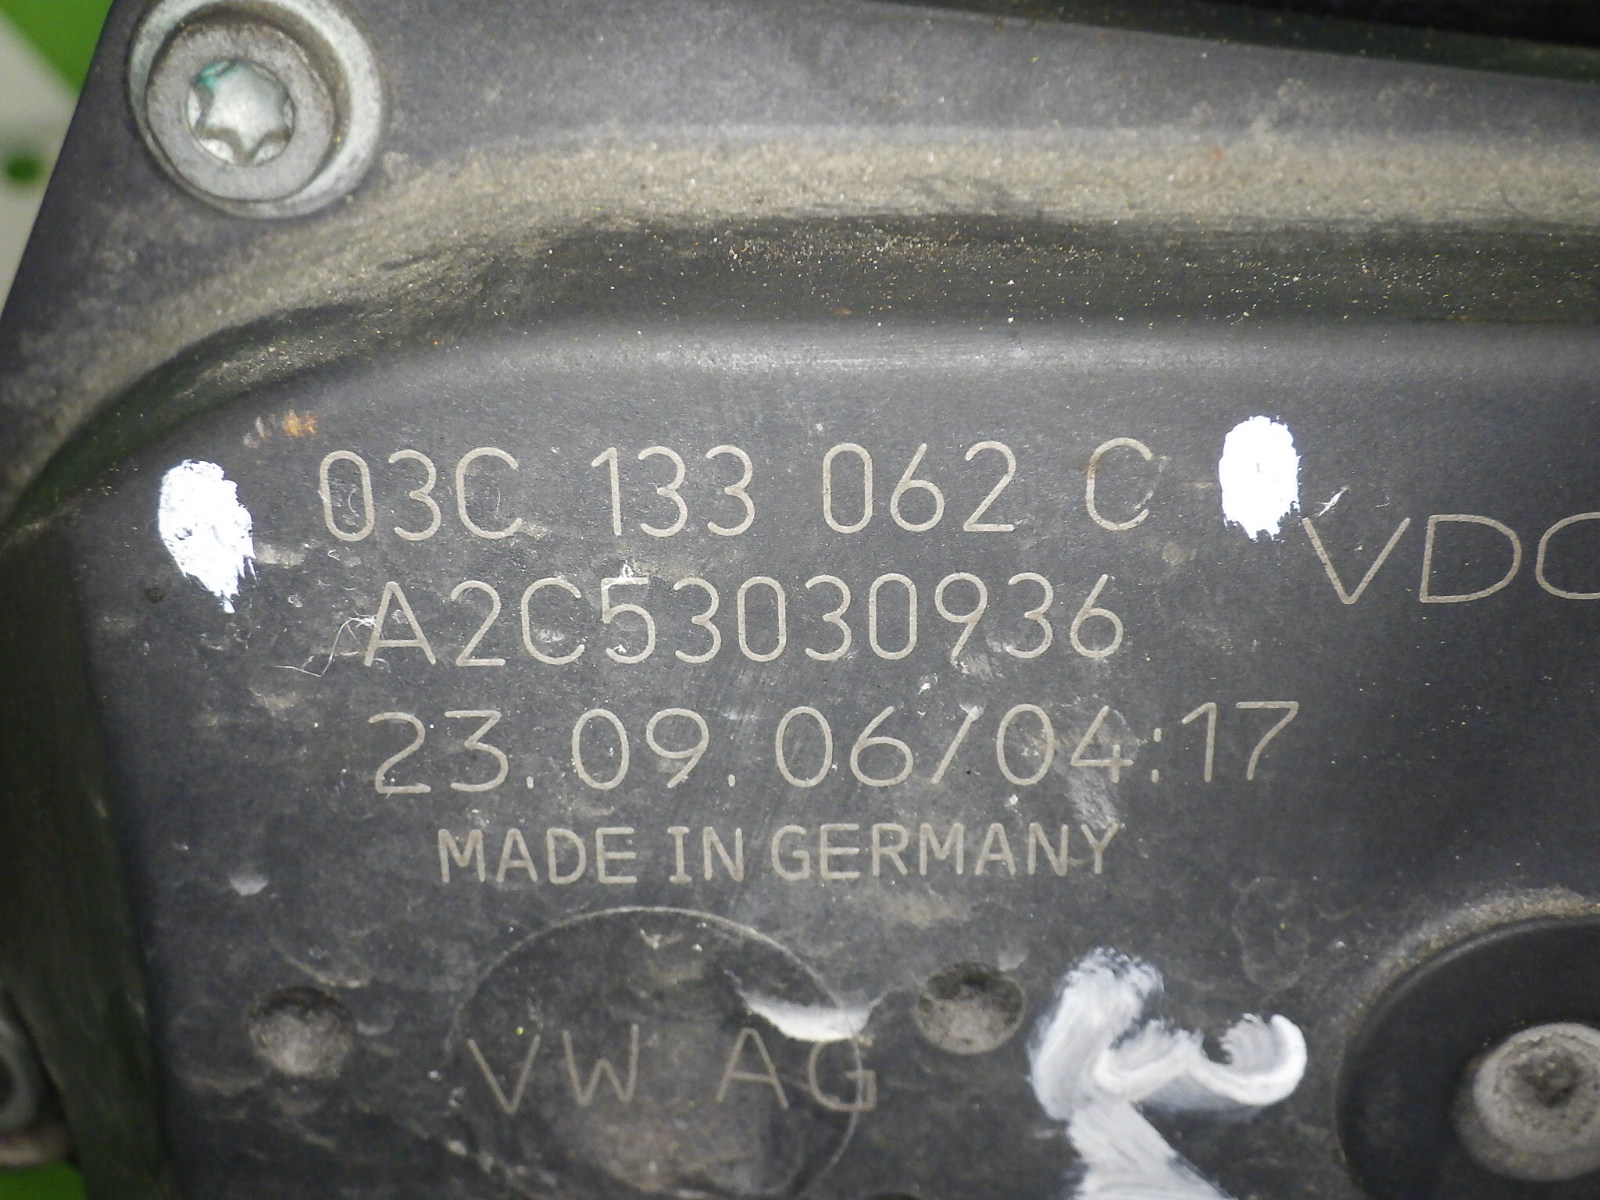 03C 133 062 C
VDO
A2C53030936
23.09.06/04:17
MADE IN GERMANY
VW AG